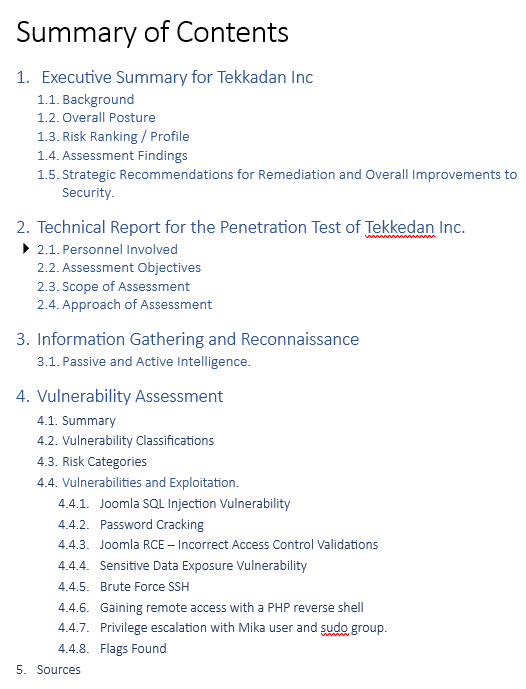 Summary of Contents
1. Executive Summary for Tekkadan Inc
1.1. Background
1.2. Overall Posture
1.3. Risk Ranking / Profile
1.4. Assessment Findings
1.5. Strategic Recommendations for Remediation and Overall Improvements to
Security.
2. Technical Report for the Penetration Test of Tekkedan Inc.
2.1. Personnel Involved
2.2. Assessment Objectives
2.3. Scope of Assessment
2.4. Approach of Assessment
3. Information Gathering and Reconnaissance
3.1. Passive and Active Intelligence.
4. Vulnerability Assessment
4.1. Summary
4.2. Vulnerability Classifications
4.3. Risk Categories
4.4. Vulnerabilities and Exploitation.
4.4.1. Joomla SQL Injection Vulnerability
4.4.2. Password Cracking
4.4.3. Joomla RCE – Incorrect Access Control Validations
4.4.4. Sensitive Data Exposure Vulnerability
4.4.5. Brute Force SSH
4.4.6. Gaining remote access with a PHP reverse shell
4.4.7. Privilege escalation with Mika user and sudo group.
4.4.8. Flags Found
5. Sources